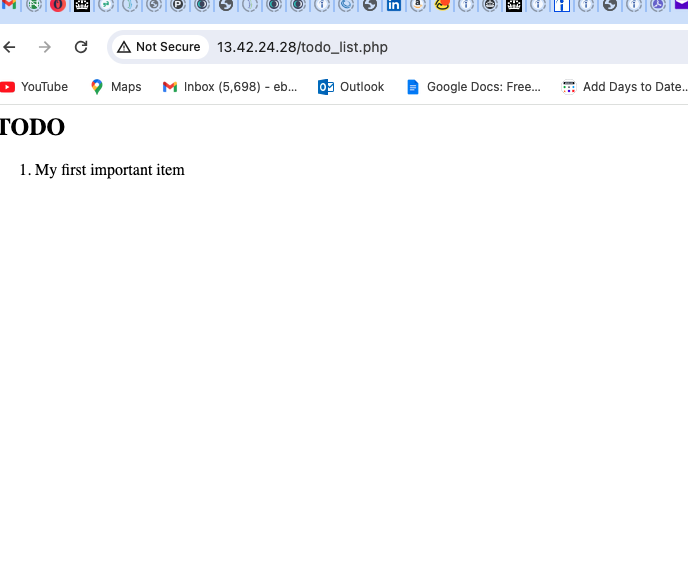 Not Secure 13.42.24.28/todo_list.php
YouTube Maps Inbox (5,698) - eb... Outlook Google Docs: Free... Add Days to Date...
TODO
1. My first important item